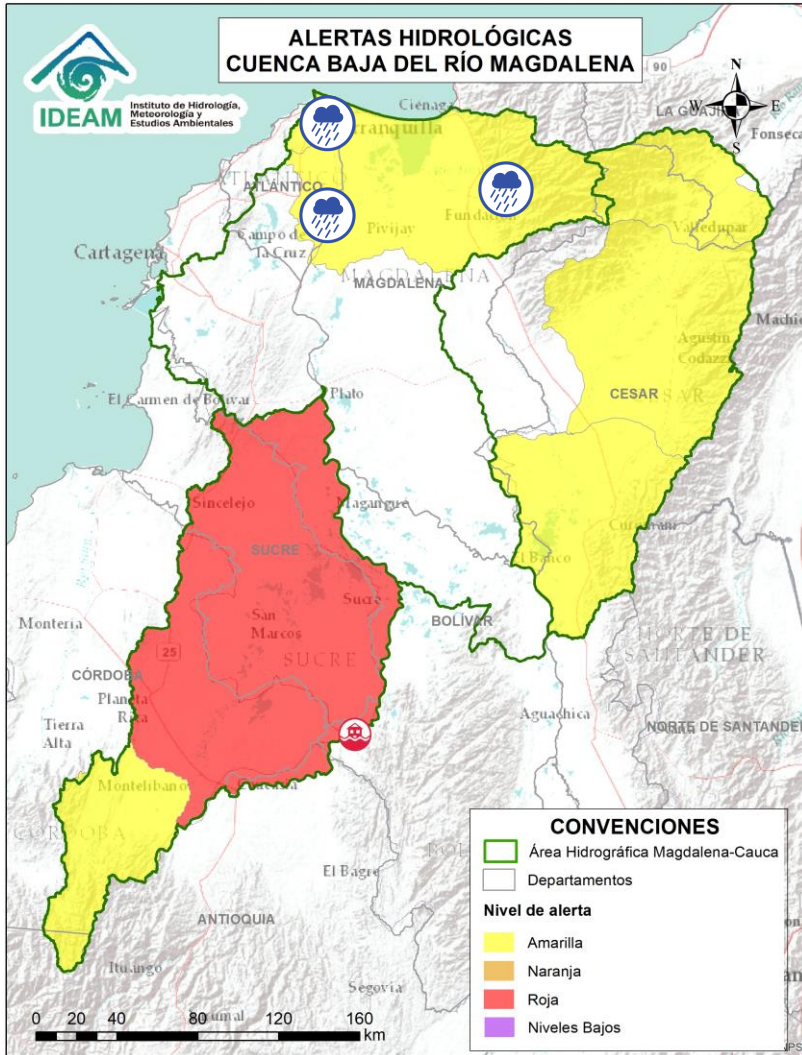 ALERTAS HIDROLÓGICAS
CUENCA BAJA DEL RÍO MAGDALENA
IDEAM
Instituto de Hidrología,
Meteorología y
Estudios Ambientales
N
W
E
S
90
Ciénaga
LA GUAJIRA
Fonseca
ATLÁNTICO
Valledupar
Campo de
la Cruz
Pivijay
Fundación
Cartagena
MAGDALENA
MAGDALENA
Agustín
Codazzi
CESAR
El Carmen de Bolívar
Plato
Sincelejo
Magangué
SUCRE
Curumaní
El Banco
San
Marcos
Sucre
BOLÍVAR
SUCRE
NORTE DE
SANTANDER
Montería
25
CÓRDOBA
Planeta
Rica
Aguachica
NORTE DE SANTANDER
Tierra
Alta
Montelíbano
Caucasia
CÓRDOBA
El Bagre
ANTIOQUIA
Ituango
Segovia
CONVENCIONES
Área Hidrográfica Magdalena-Cauca
Departamentos
Nivel de alerta
Amarilla
Naranja
Roja
Niveles Bajos
0 20 40 80 120 160
km